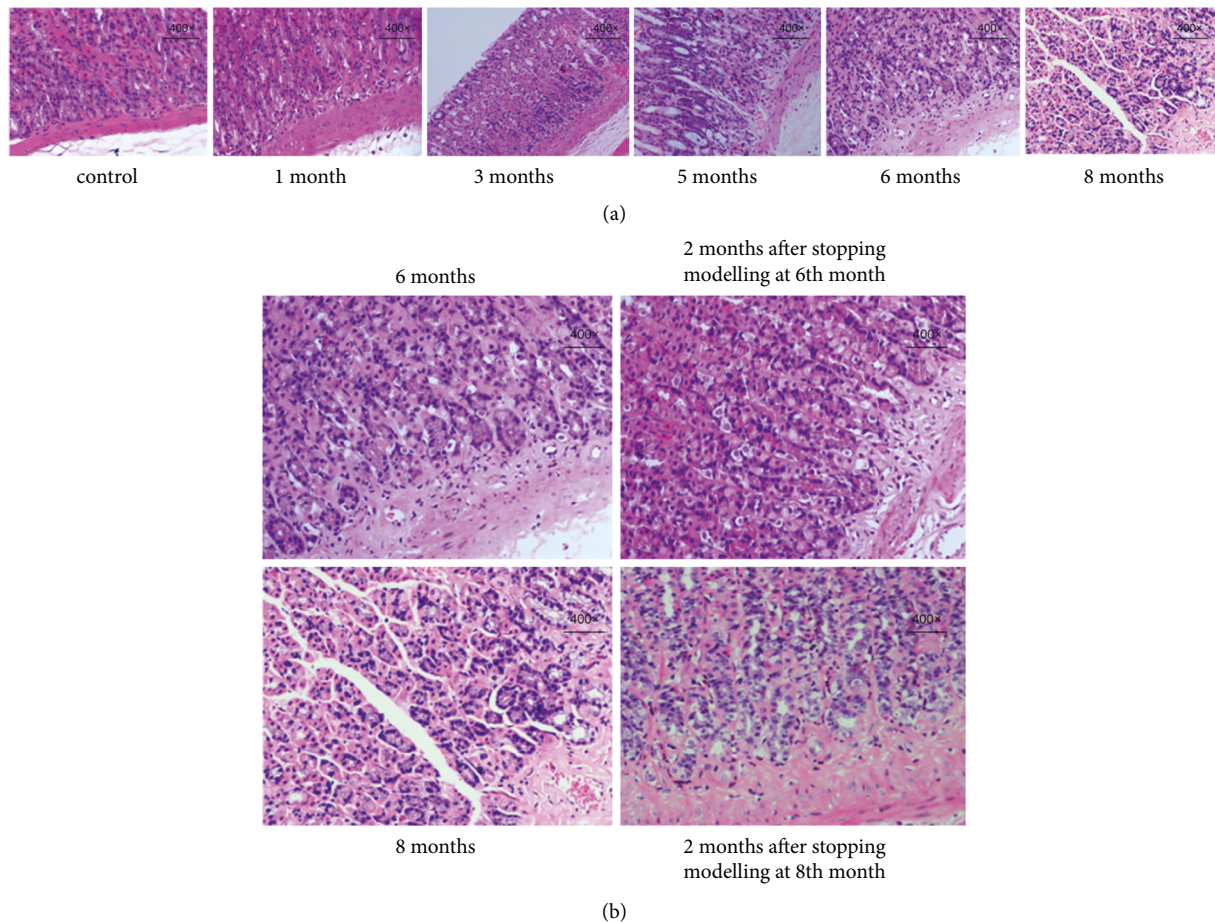 400×
400×
400×
400×
400×
400×
control
1 month
3 months
5 months
6 months
8 months
(a)
6 months
2 months after stopping
modelling at 6th month
400×
400×
400×
400×
8 months
2 months after stopping
modelling at 8th month
(b)